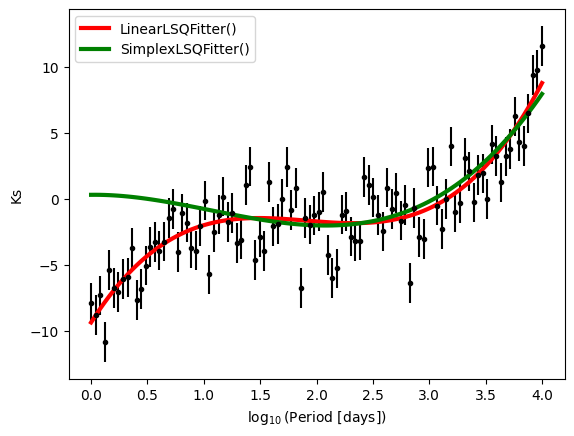 LinearLSQFitter()
SimplexLSQFitter()
10
5
0
−5
−10
Ks
0.0 0.5 1.0 1.5 2.0 2.5 3.0 3.5 4.0
log₁₀(Period [days])